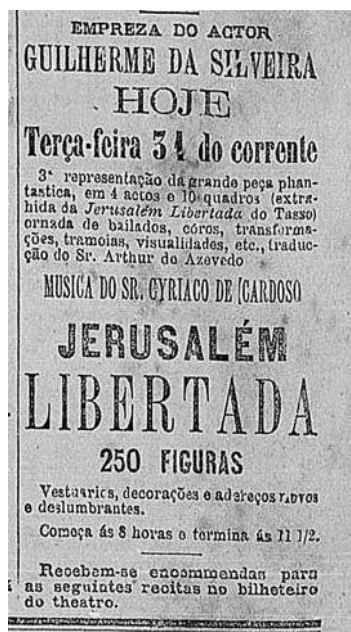 EMPREZA DO ACTOR
GUILHERME DA SILVEIRA
HOJE
Terça-feira 31 do corrente
3ª representação da grande peça phan-
tastica, em 4 actos e 10 quadros (extra-
hida da Jerusalém Libertada do Tasso)
ornada de bailados, córos, transforma-
ções, tramoias, visualidades, etc., traduc-
ção do Sr. Arthur de Azevedo
MUSICA DO SR. CYRIACO DE CARDOSO
JERUSALÉM
LIBERTADA
250 FIGURAS
Vestuarios, decorações e adereços novos
e deslumbrantes.
Começa ás 8 horas e termina ás 11 1/2.
Recebem-se encommendas para
as seguintes recitas no bilheteiro
do theatro.